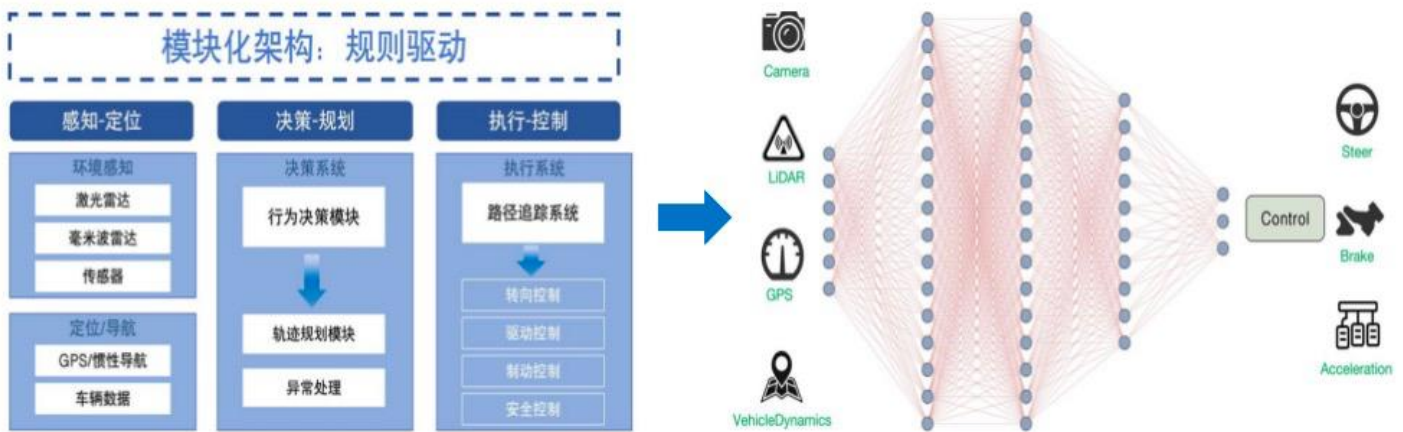 模块化架构：规则驱动
感知-定位
环境感知
激光雷达
毫米波雷达
传感器
定位/导航
GPS/惯性导航
车辆数据
决策-规划
决策系统
行为决策模块
轨迹规划模块
异常处理
执行-控制
执行系统
路径追踪系统
转向控制
驱动控制
制动控制
安全控制
Camera
LiDAR
GPS
VehicleDynamics
Control
Steer
Brake
Acceleration